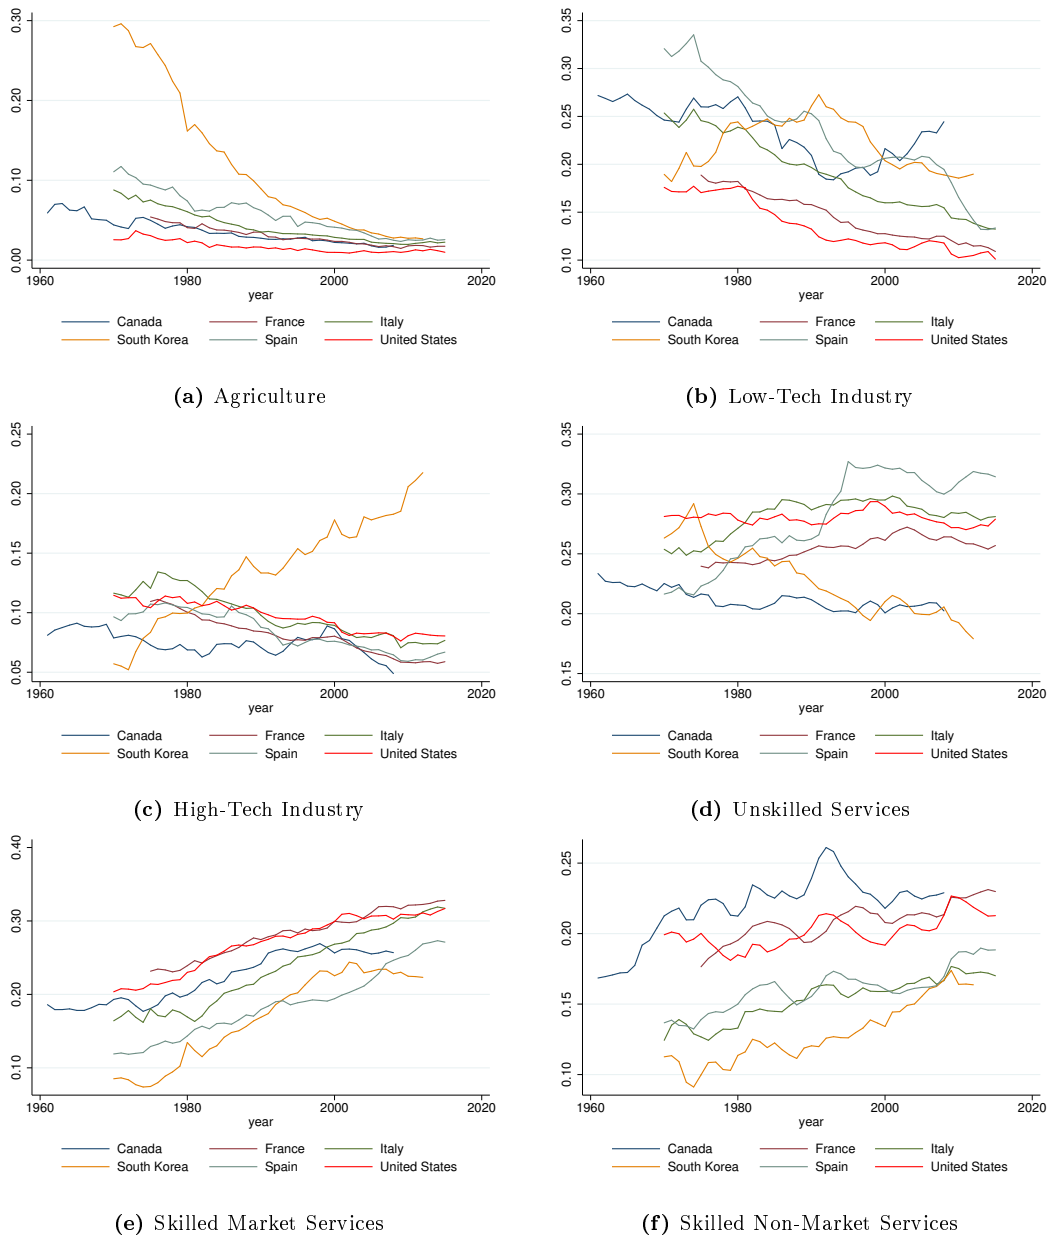 0.30
0.20
0.10
0.00
1960 1980 2000 2020
year
Canada France Italy
South Korea Spain United States
(a) Agriculture
0.35
0.30
0.25
0.20
0.15
0.10
1960 1980 2000 2020
year
Canada France Italy
South Korea Spain United States
(b) Low-Tech Industry
0.25
0.20
0.15
0.10
0.05
1960 1980 2000 2020
year
Canada France Italy
South Korea Spain United States
(c) High-Tech Industry
0.35
0.30
0.25
0.20
0.15
1960 1980 2000 2020
year
Canada France Italy
South Korea Spain United States
(d) Unskilled Services
0.40
0.30
0.20
0.10
1960 1980 2000 2020
year
Canada France Italy
South Korea Spain United States
(e) Skilled Market Services
0.25
0.20
0.15
0.10
1960 1980 2000 2020
year
Canada France Italy
South Korea Spain United States
(f) Skilled Non-Market Services